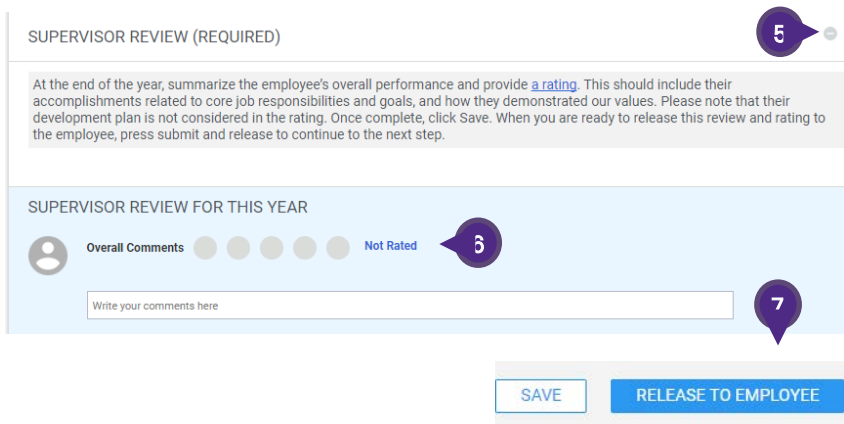 SUPERVISOR REVIEW (REQUIRED)
5
At the end of the year, summarize the employee's overall performance and provide a rating. This should include their
accomplishments related to core job responsibilities and goals, and how they demonstrated our values. Please note that their
development plan is not considered in the rating. Once complete, click Save. When you are ready to release this review and rating to
the employee, press submit and release to continue to the next step.
SUPERVISOR REVIEW FOR THIS YEAR
Overall Comments Not Rated
6
Write your comments here
7
SAVE RELEASE TO EMPLOYEE